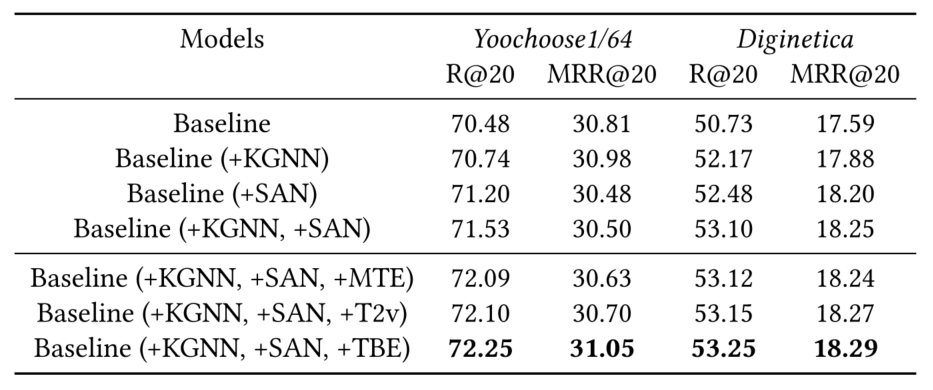 Models Yoochoose1/64 Diginetica
R@20 MRR@20 R@20 MRR@20
Baseline 70.48 30.81 50.73 17.59
Baseline (+KGNN) 70.74 30.98 52.17 17.88
Baseline (+SAN) 71.20 30.48 52.48 18.20
Baseline (+KGNN, +SAN) 71.53 30.50 53.10 18.25
Baseline (+KGNN, +SAN, +MTE) 72.09 30.63 53.12 18.24
Baseline (+KGNN, +SAN, +T2v) 72.10 30.70 53.15 18.27
Baseline (+KGNN, +SAN, +TBE) 72.25 31.05 53.25 18.29